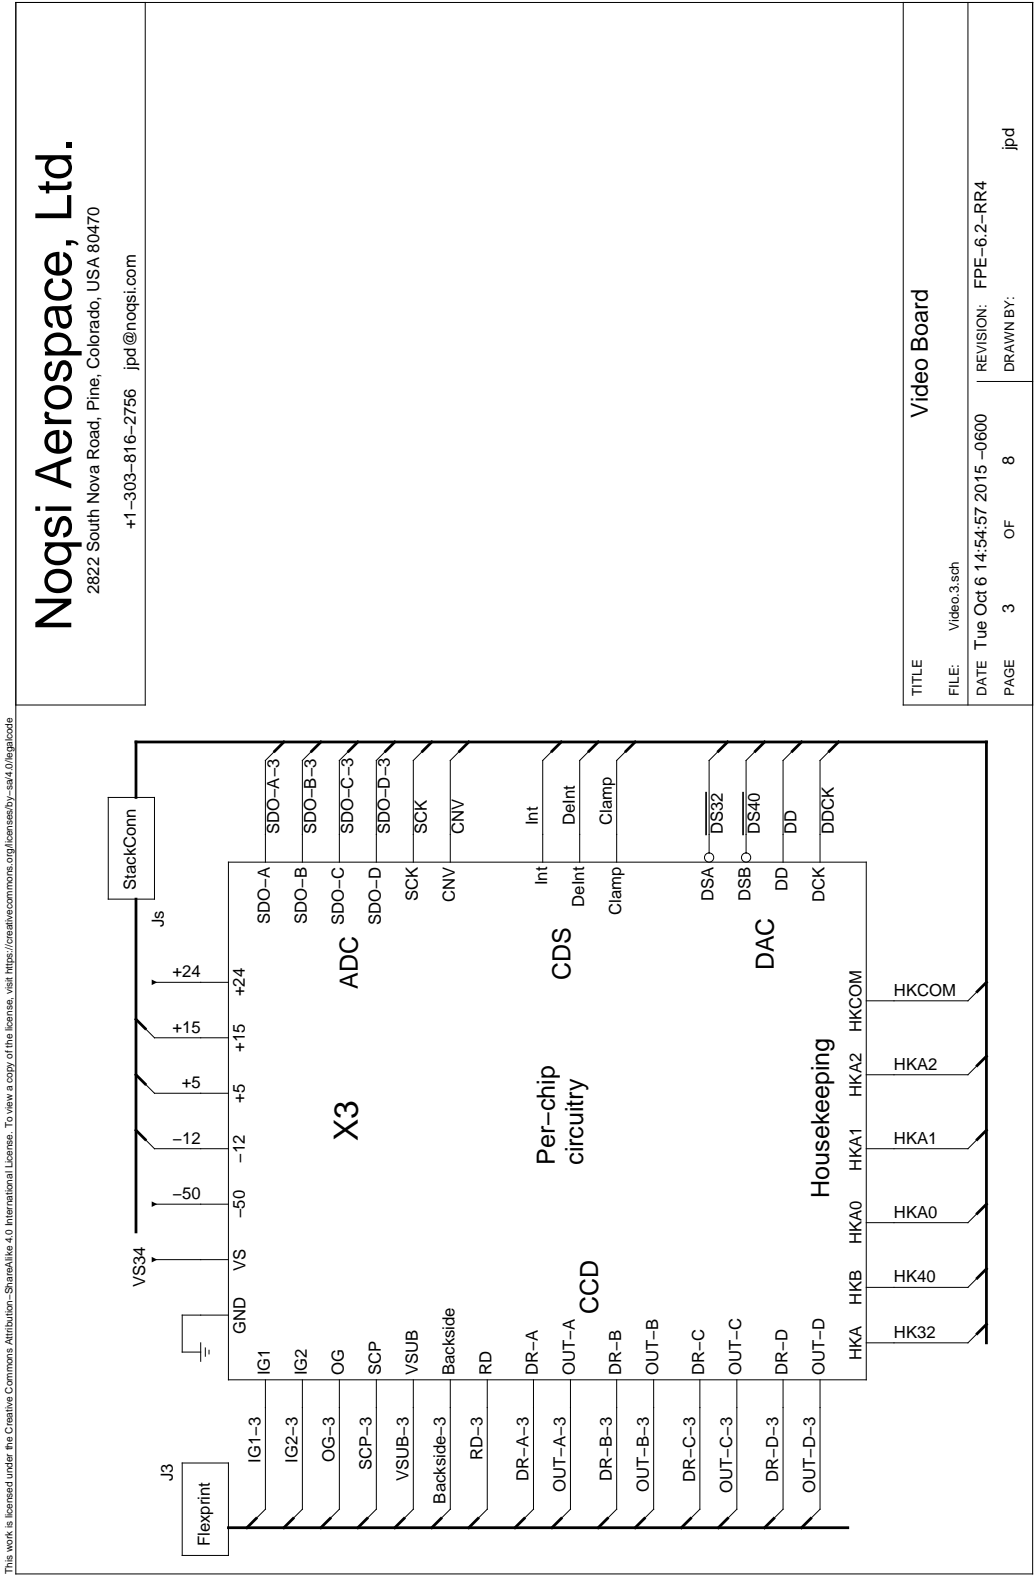 This work is licensed under the Creative Commons Attribution−ShareAlike 4.0 International License. To view a copy of the license, visit https://creativecommons.org/licenses/by−sa/4.0/legalcode
Noqsi Aerospace, Ltd.
2822 South Nova Road, Pine, Colorado, USA 80470
+1−303−816−2756 jpd@noqsi.com
StackConn
Js
VS34
−50
−12
+5
+15
+24
GND
VS
−50
−12
+5
+15
+24
J3
Flexprint
IG1−3
IG2−3
OG−3
SCP−3
VSUB−3
Backside−3
RD−3
DR−A−3
OUT−A−3
DR−B−3
OUT−B−3
DR−C−3
OUT−C−3
DR−D−3
OUT−D−3
IG1
IG2
OG
SCP
VSUB
Backside
RD
DR−A
OUT−A
DR−B
OUT−B
DR−C
OUT−C
DR−D
OUT−D
CCD
X3
Per−chip
circuitry
ADC
CDS
DAC
Housekeeping
SDO−A
SDO−B
SDO−C
SDO−D
SCK
CNV
Int
DeInt
Clamp
DSA
DSB
DD
DCK
SDO−A−3
SDO−B−3
SDO−C−3
SDO−D−3
SCK
CNV
Int
DeInt
Clamp
DS32
DS40
DD
DDCK
HKA
HKB
HKA0
HKA1
HKA2
HKCOM
HK32
HK40
HKA0
HKA1
HKA2
HKCOM
TITLE
Video Board
FILE: Video.3.sch
DATE Tue Oct 6 14:54:57 2015 −0600
REVISION: FPE−6.2−RR4
PAGE 3 OF 8
DRAWN BY: jpd